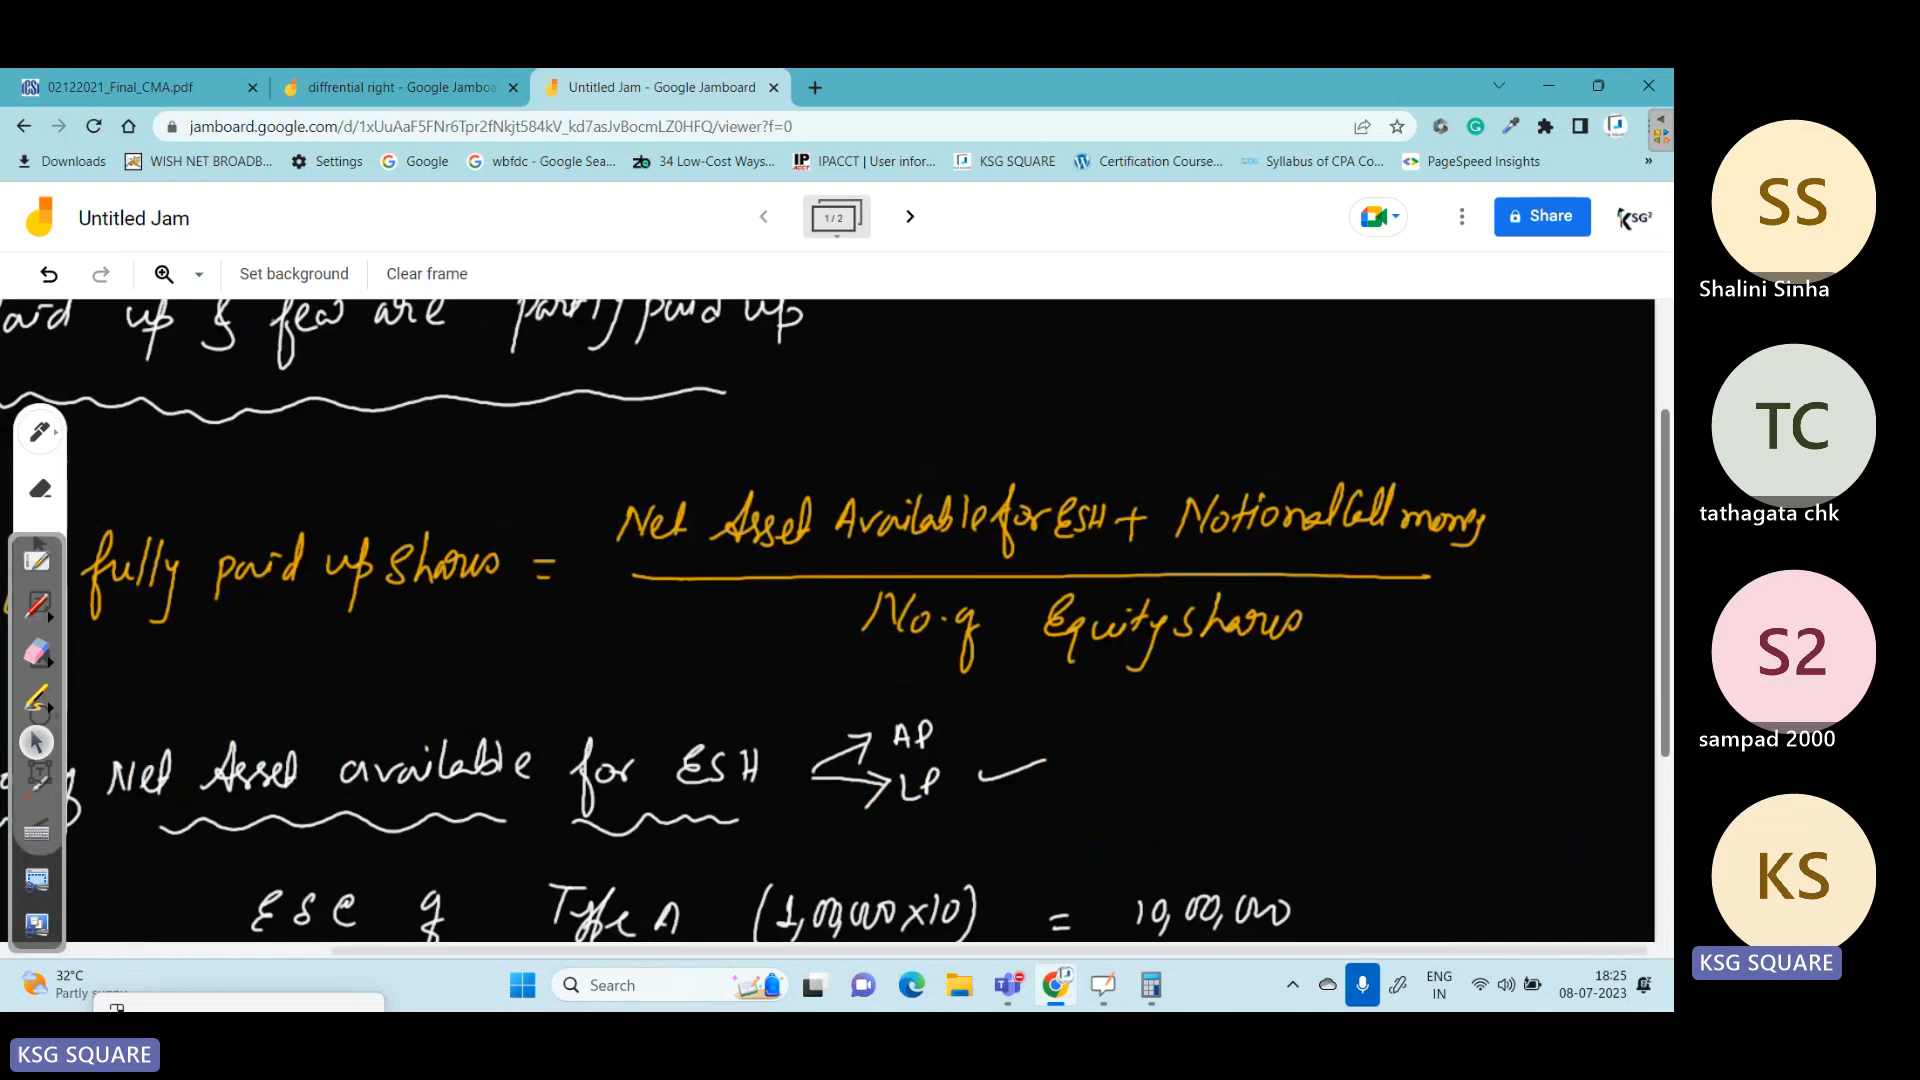 02122021_Final_CMA.pdf
diffrential right - Google Jamboa
Untitled Jam - Google Jamboard
jamboard.google.com/d/1xUuAaF5FNr6Tpr2fNkjt584kV_kd7asJvBocmLZ0HFQ/viewer?f=0
Downloads WISH NET BROADB... Settings Google wbfdc - Google Sea... 34 Low-Cost Ways... IPACCT | User infor... KSG SQUARE Certification Course... Syllabus of CPA Co... PageSpeed Insights »
Untitled Jam
1 / 2
Share
KSG²
Set background Clear frame
aid up & few are partly paid up
fully paid up shares = Net Asset Available for ESH + Notional Call money
No. of Equity shares
of Net Asset available for ESH AP
LP
ESC of Type A (1,00,000 x 10) = 10,00,000
SS
Shalini Sinha
TC
tathagata chk
S2
sampad 2000
KS
KSG SQUARE
32°C
Partly sunny
Search
ENG
IN
18:25
08-07-2023
KSG SQUARE